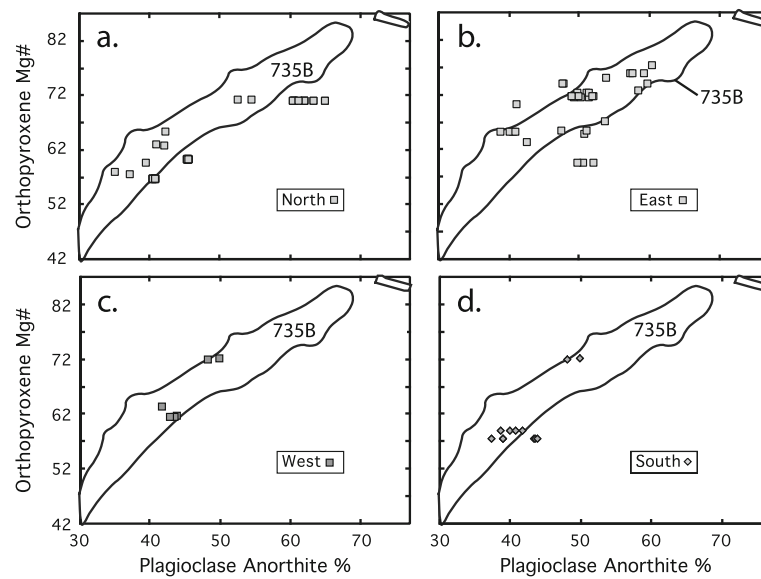 a.
735B
North
82
72
62
52
42
Orthopyroxene Mg#
b.
735B
East
c.
735B
West
82
72
62
52
42
Orthopyroxene Mg#
30 40 50 60 70
Plagioclase Anorthite %
d.
735B
South
30 40 50 60 70
Plagioclase Anorthite %